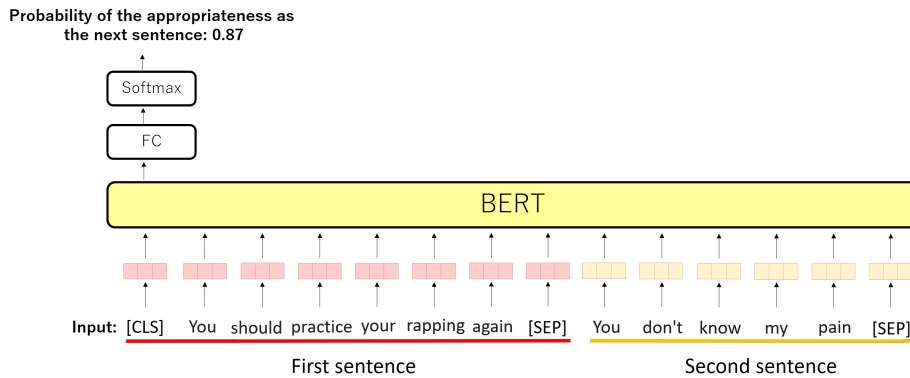 Probability of the appropriateness as
the next sentence: 0.87
Softmax
FC
BERT
Input: [CLS] You should practice your rapping again [SEP] You don't know my pain [SEP]
First sentence Second sentence